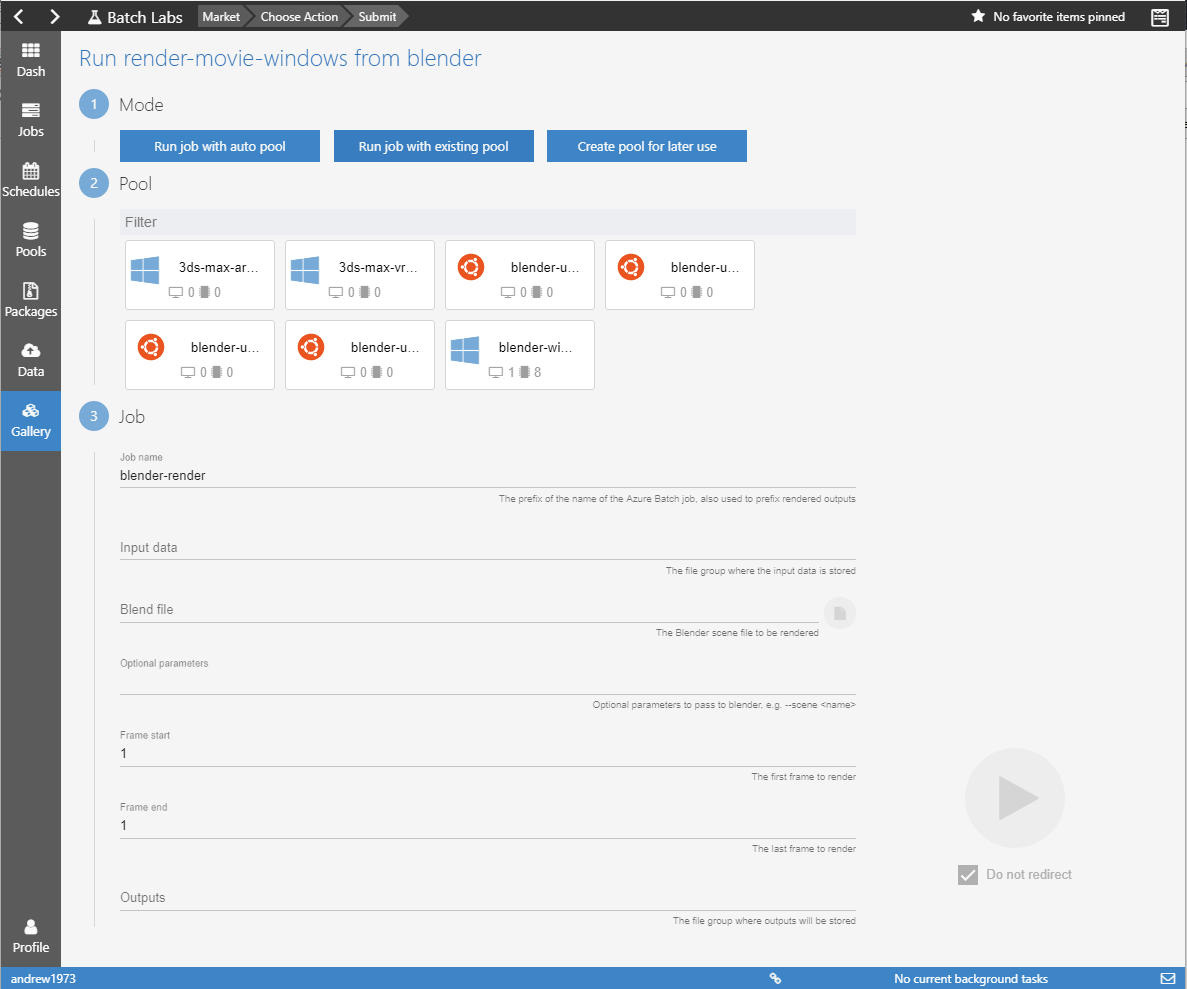 Batch Labs
Market
Choose Action
Submit
No favorite items pinned
Dash
Jobs
Schedules
Pools
Packages
Data
Gallery
Profile
Run render-movie-windows from blender
1 Mode
Run job with auto pool
Run job with existing pool
Create pool for later use
2 Pool
Filter
3ds-max-ar...
0 0
3ds-max-vr...
0 0
blender-u...
0 0
blender-u...
0 0
blender-u...
0 0
blender-u...
0 0
blender-wi...
1 8
3 Job
Job name
blender-render
The prefix of the name of the Azure Batch job, also used to prefix rendered outputs
Input data
The file group where the input data is stored
Blend file
The Blender scene file to be rendered
Optional parameters
Optional parameters to pass to blender, e.g. --scene <name>
Frame start
1
The first frame to render
Frame end
1
The last frame to render
Outputs
The file group where outputs will be stored
Do not redirect
andrew1973
No current background tasks